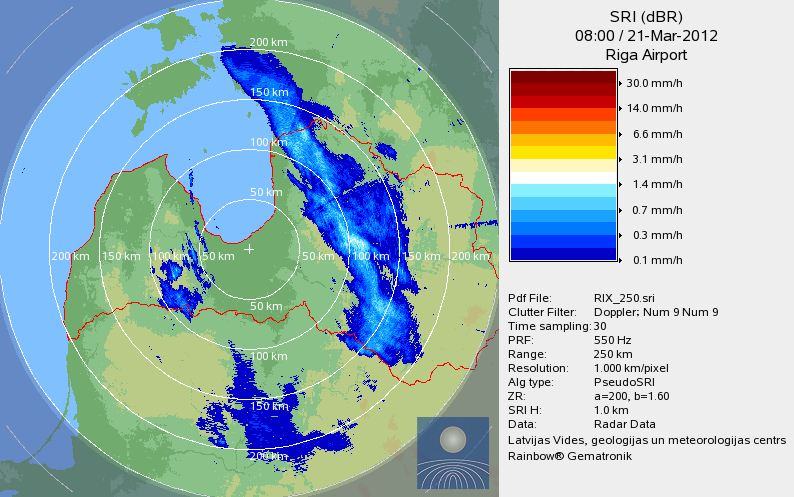 SRI (dBR)
08:00 / 21-Mar-2012
Riga Airport
30.0 mm/h
14.0 mm/h
6.6 mm/h
3.1 mm/h
1.4 mm/h
0.7 mm/h
0.3 mm/h
0.1 mm/h
Pdf File: RIX_250.sri
Clutter Filter: Doppler; Num 9 Num 9
Time sampling: 30
PRF: 550 Hz
Range: 250 km
Resolution: 1.000 km/pixel
Alg type: PseudoSRI
ZR: a=200, b=1.60
SRI H: 1.0 km
Data: Radar Data
Latvijas Vides, geologijas un meteorologijas centrs
Rainbow® Gematronik
200 km
150 km
100 km
50 km
200 km 150 km 100 km 50 km 50 km 100 km 150 km 200 km
50 km
100 km
150 km
200 km